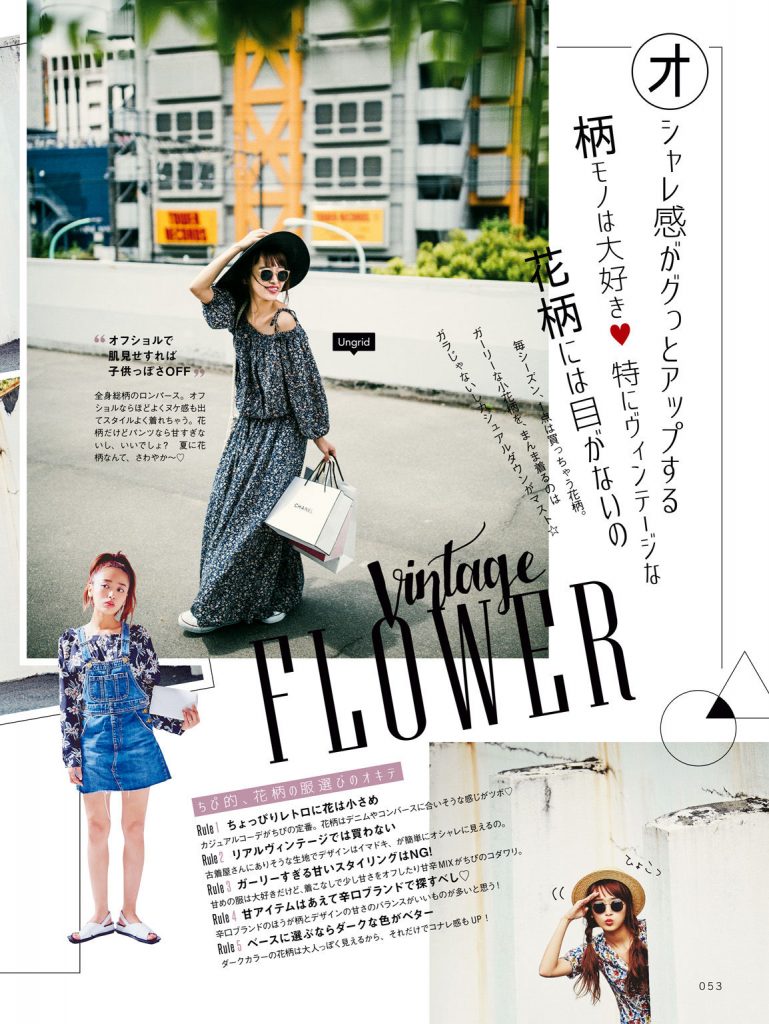 オシャレ感がグっとアップする
柄モノは大好き♥ 特にヴィンテージな
花柄には目がないの
毎シーズン、1点は買っちゃう花柄。
ガーリーな小花柄を、まんま着るのは
ガラじゃないしカジュアルダウンがマスト☆
TOWER
RECORDS
TOWER
RECORDS
Ungrid
“オフショルで
肌見せすれば
子供っぽさOFF”
全身総柄のロンパース。オフ
ショルならほどよくヌケ感も出
てスタイルよく着れちゃう。花
柄だけどパンツなら甘すぎな
いし、いいでしょ? 夏に花
柄なんて、さわやか〜♡
CHANEL
Vintage
FLOWER
ちび的、花柄の服選びのオキテ
Rule 1 ちょっぴりレトロに花は小さめ
カジュアルコーデがちびの定番。花柄はデニムやコンバースに合いそうな感じがツボ♡
Rule 2 リアルヴィンテージでは買わない
古着屋さんにありそうな生地でデザインはイマドキ、が簡単にオシャレに見えるの。
Rule 3 ガーリーすぎる甘いスタイリングはNG!
甘めの服は大好きだけど、着こなしで少し甘さをオフしたり甘辛MIXがちびのコダワリ。
Rule 4 甘アイテムはあえて辛口ブランドで探すべし♡
辛口ブランドのほうが柄とデザインの甘さのバランスがいいものが多いと思う!
Rule 5 ベースに選ぶならダークな色がベター
ダークカラーの花柄は大人っぽく見えるから、それだけでコナレ感もUP!
ひょこっ
053